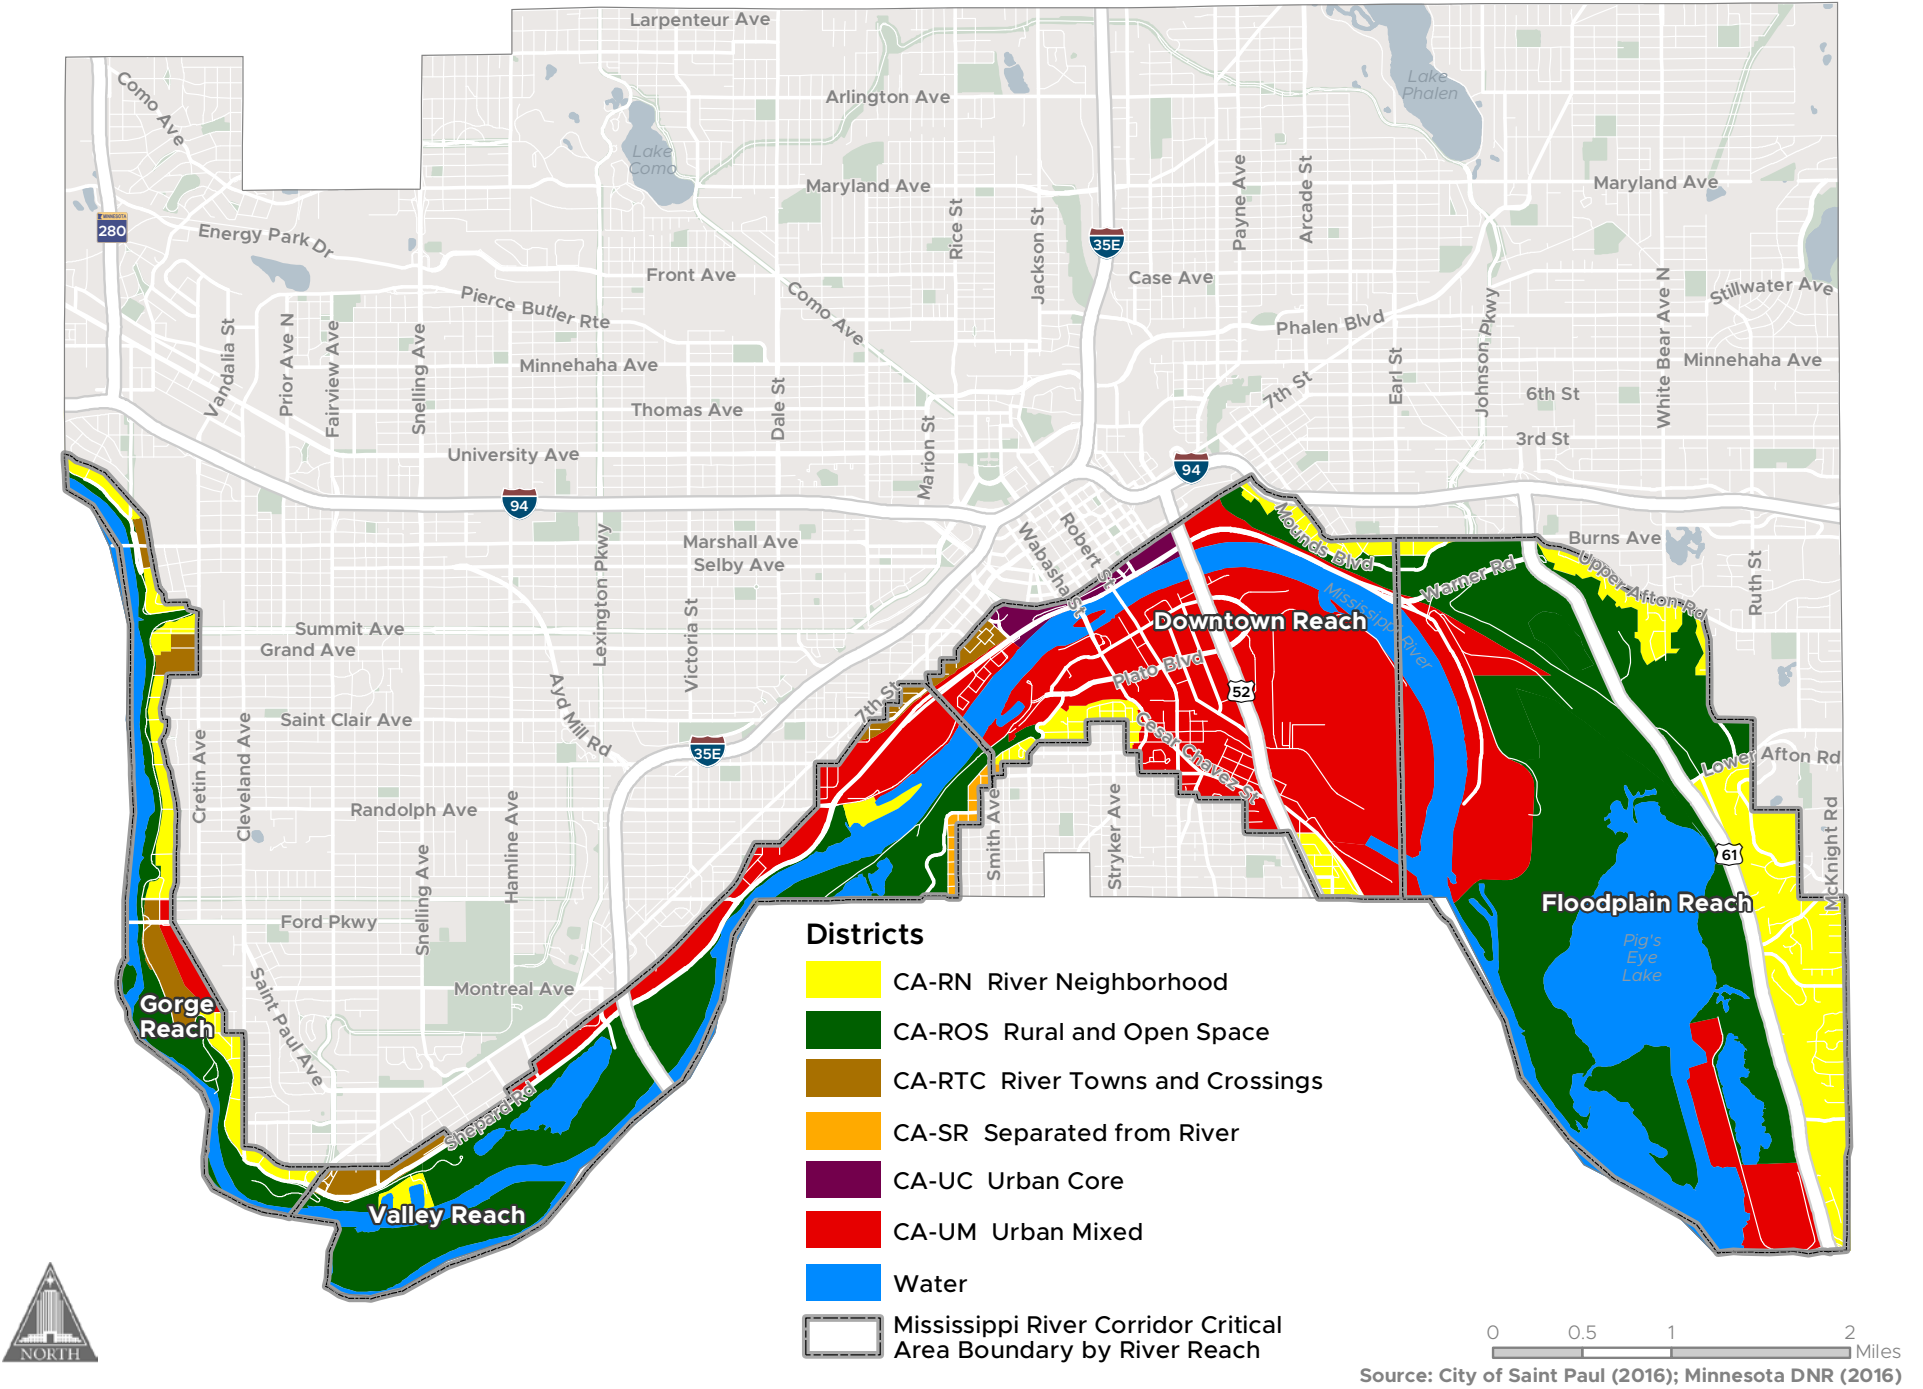 Larpenteur Ave
Como Ave
Arlington Ave
Lake
Phalen
Lake
Como
Maryland Ave
Maryland Ave
MINNESOTA
280
Energy Park Dr
Rice St
Jackson St
35E
Payne Ave
Arcade St
Front Ave
Case Ave
Pierce Butler Rte
Como Ave
Stillwater Ave
Phalen Blvd
Johnson Pkwy
White Bear Ave N
Vandalia St
Prior Ave N
Fairview Ave
Snelling Ave
Minnehaha Ave
Minnehaha Ave
Dale St
Thomas Ave
7th St
Earl St
6th St
3rd St
University Ave
Marion St
94
94
Lexington Pkwy
Marshall Ave
Selby Ave
Robert St
Wabasha St
Mounds Blvd
Burns Ave
Warner Rd
Upper Afton Rd
Ruth St
Mississippi River
Downtown Reach
Summit Ave
Grand Ave
Victoria St
Plato Blvd
52
7th St
Ayd Mill Rd
Saint Clair Ave
Cretin Ave
Cleveland Ave
35E
Cesar Chavez St
Lower Afton Rd
Smith Ave
Stryker Ave
Randolph Ave
Hamline Ave
Snelling Ave
61
McKnight Rd
Floodplain Reach
Pig's
Eye
Lake
Ford Pkwy
Montreal Ave
Saint Paul Ave
Gorge
Reach
Shepard Rd
Valley Reach
Districts
CA-RN River Neighborhood
CA-ROS Rural and Open Space
CA-RTC River Towns and Crossings
CA-SR Separated from River
CA-UC Urban Core
CA-UM Urban Mixed
Water
Mississippi River Corridor Critical
Area Boundary by River Reach
NORTH
0 0.5 1 2
Miles
Source: City of Saint Paul (2016); Minnesota DNR (2016)